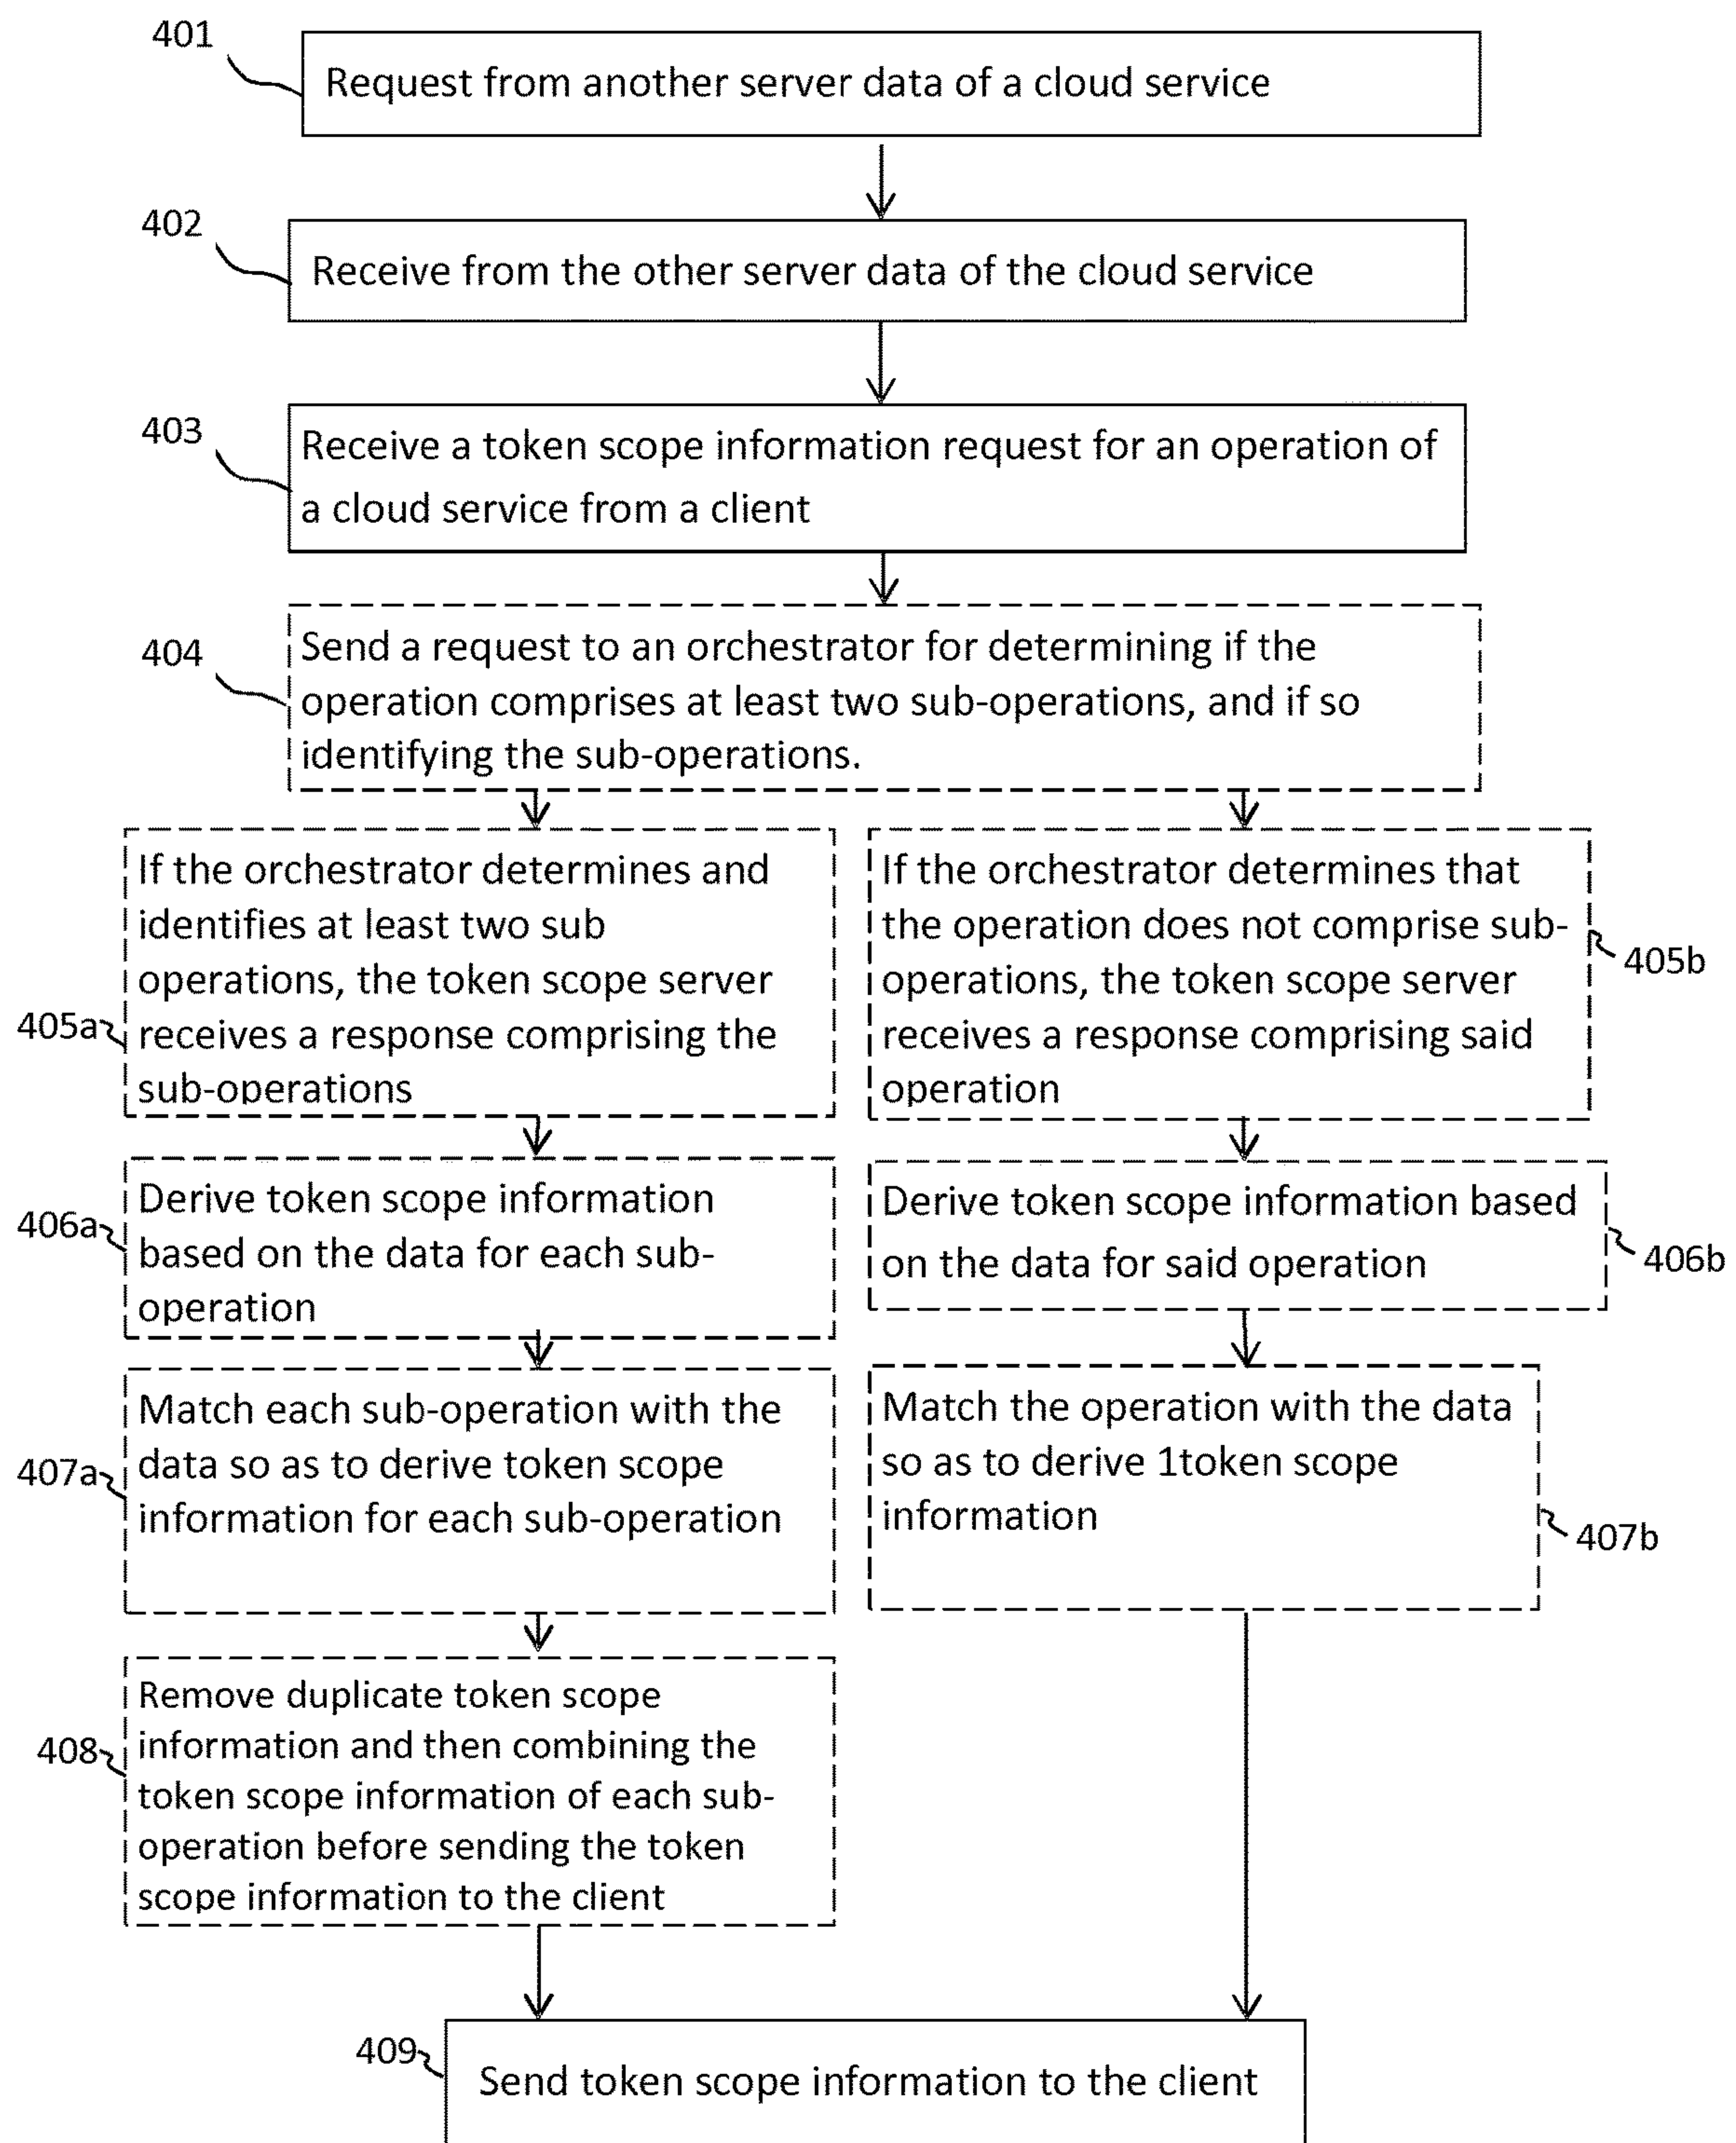 401
Request from another server data of a cloud service
402
Receive from the other server data of the cloud service
403
Receive a token scope information request for an operation of
a cloud service from a client
404
Send a request to an orchestrator for determining if the
operation comprises at least two sub-operations, and if so
identifying the sub-operations.
405a
If the orchestrator determines and
identifies at least two sub
operations, the token scope server
receives a response comprising the
sub-operations
If the orchestrator determines that
the operation does not comprise sub-
operations, the token scope server
receives a response comprising said
operation
405b
406a
Derive token scope information
based on the data for each sub-
operation
Derive token scope information based
on the data for said operation
406b
407a
Match each sub-operation with the
data so as to derive token scope
information for each sub-operation
Match the operation with the data
so as to derive 1token scope
information
407b
408
Remove duplicate token scope
information and then combining the
token scope information of each sub-
operation before sending the token
scope information to the client
409
Send token scope information to the client